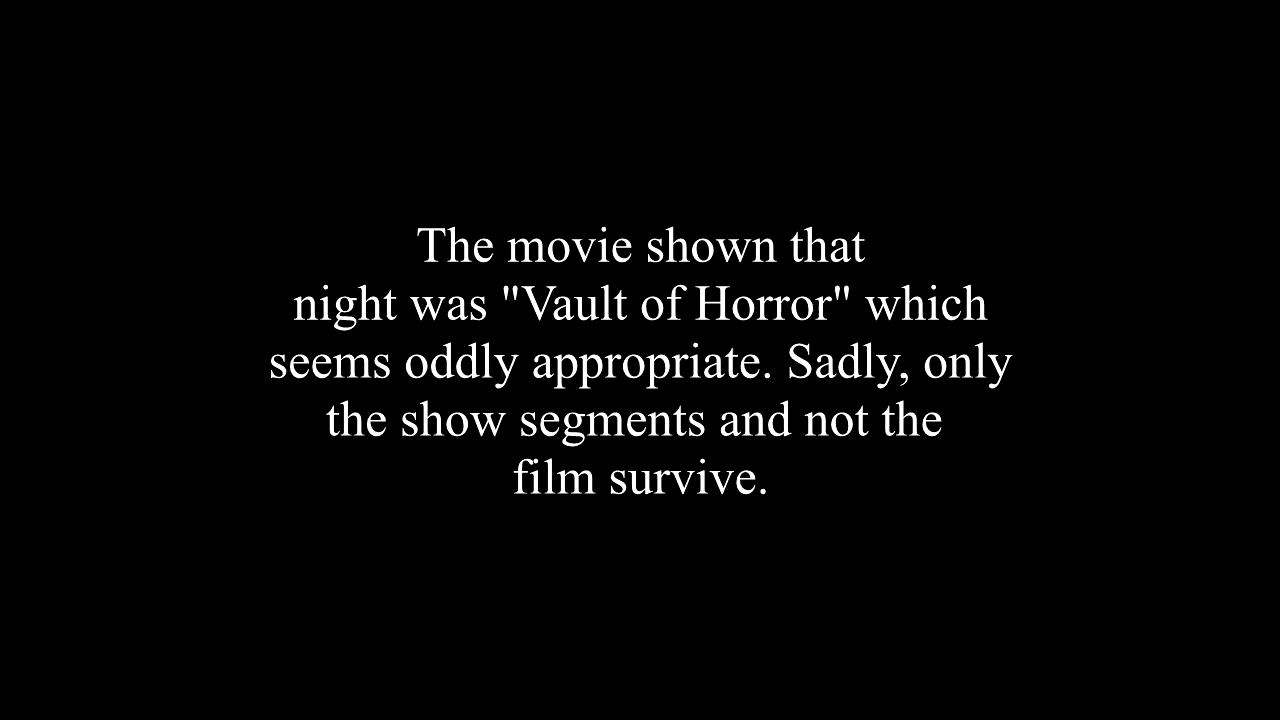 The movie shown that
night was "Vault of Horror" which
seems oddly appropriate. Sadly, only
the show segments and not the
film survive.